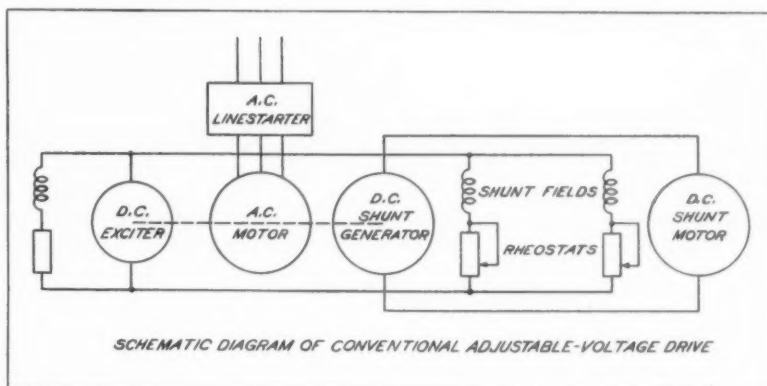 A.C.
LINESTARTER
D.C.
EXCITER
A.C.
MOTOR
D.C.
SHUNT
GENERATOR
SHUNT FIELDS
RHEOSTATS
D.C.
SHUNT
MOTOR
SCHEMATIC DIAGRAM OF CONVENTIONAL ADJUSTABLE-VOLTAGE DRIVE